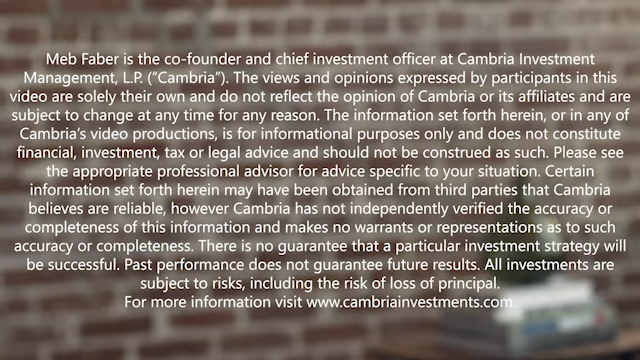 Meb Faber is the co-founder and chief investment officer at Cambria Investment
Management, L.P. (“Cambria”). The views and opinions expressed by participants in this
video are solely their own and do not reflect the opinion of Cambria or its affiliates and are
subject to change at any time for any reason. The information set forth herein, or in any of
Cambria’s video productions, is for informational purposes only and does not constitute
financial, investment, tax or legal advice and should not be construed as such. Please see
the appropriate professional advisor for advice specific to your situation. Certain
information set forth herein may have been obtained from third parties that Cambria
believes are reliable, however Cambria has not independently verified the accuracy or
completeness of this information and makes no warrants or representations as to such
accuracy or completeness. There is no guarantee that a particular investment strategy will
be successful. Past performance does not guarantee future results. All investments are
subject to risks, including the risk of loss of principal.
For more information visit www.cambriainvestments.com.